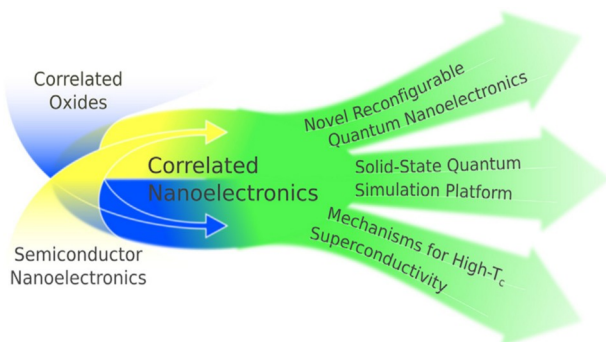 Correlated
Oxides
Semiconductor
Nanoelectronics
Correlated
Nanoelectronics
Novel Reconfigurable
Quantum Nanoelectronics
Solid-State Quantum
Simulation Platform
Mechanisms for High-Tc
Superconductivity